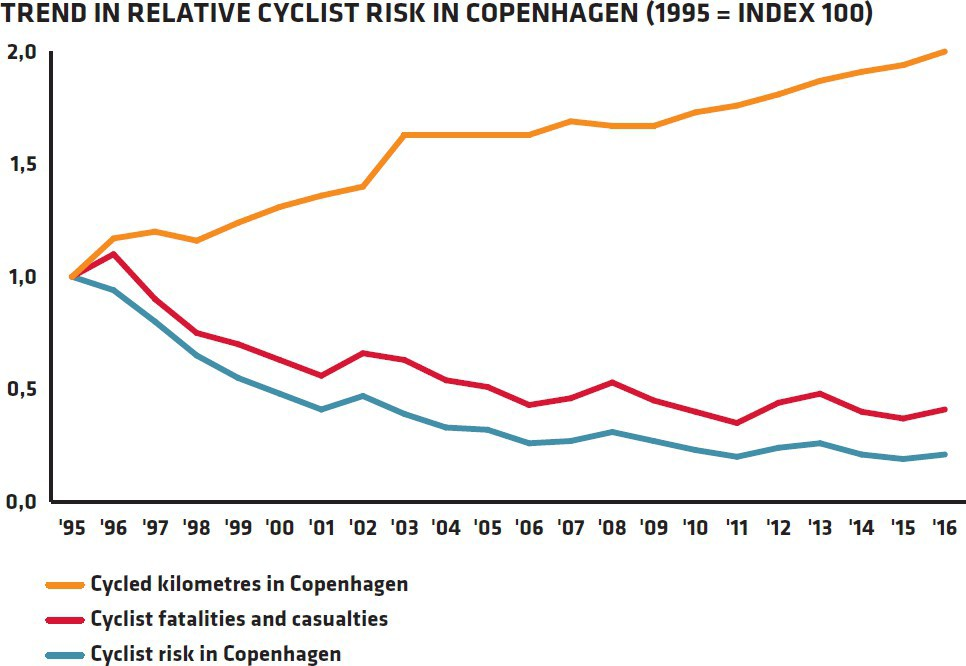 TREND IN RELATIVE CYCLIST RISK IN COPENHAGEN (1995 = INDEX 100)
2,0
1,5
1,0
0,5
0,0
'95 '96 '97 '98 '99 '00 '01 '02 '03 '04 '05 '06 '07 '08 '09 '10 '11 '12 '13 '14 '15 '16
Cycled kilometres in Copenhagen
Cyclist fatalities and casualties
Cyclist risk in Copenhagen